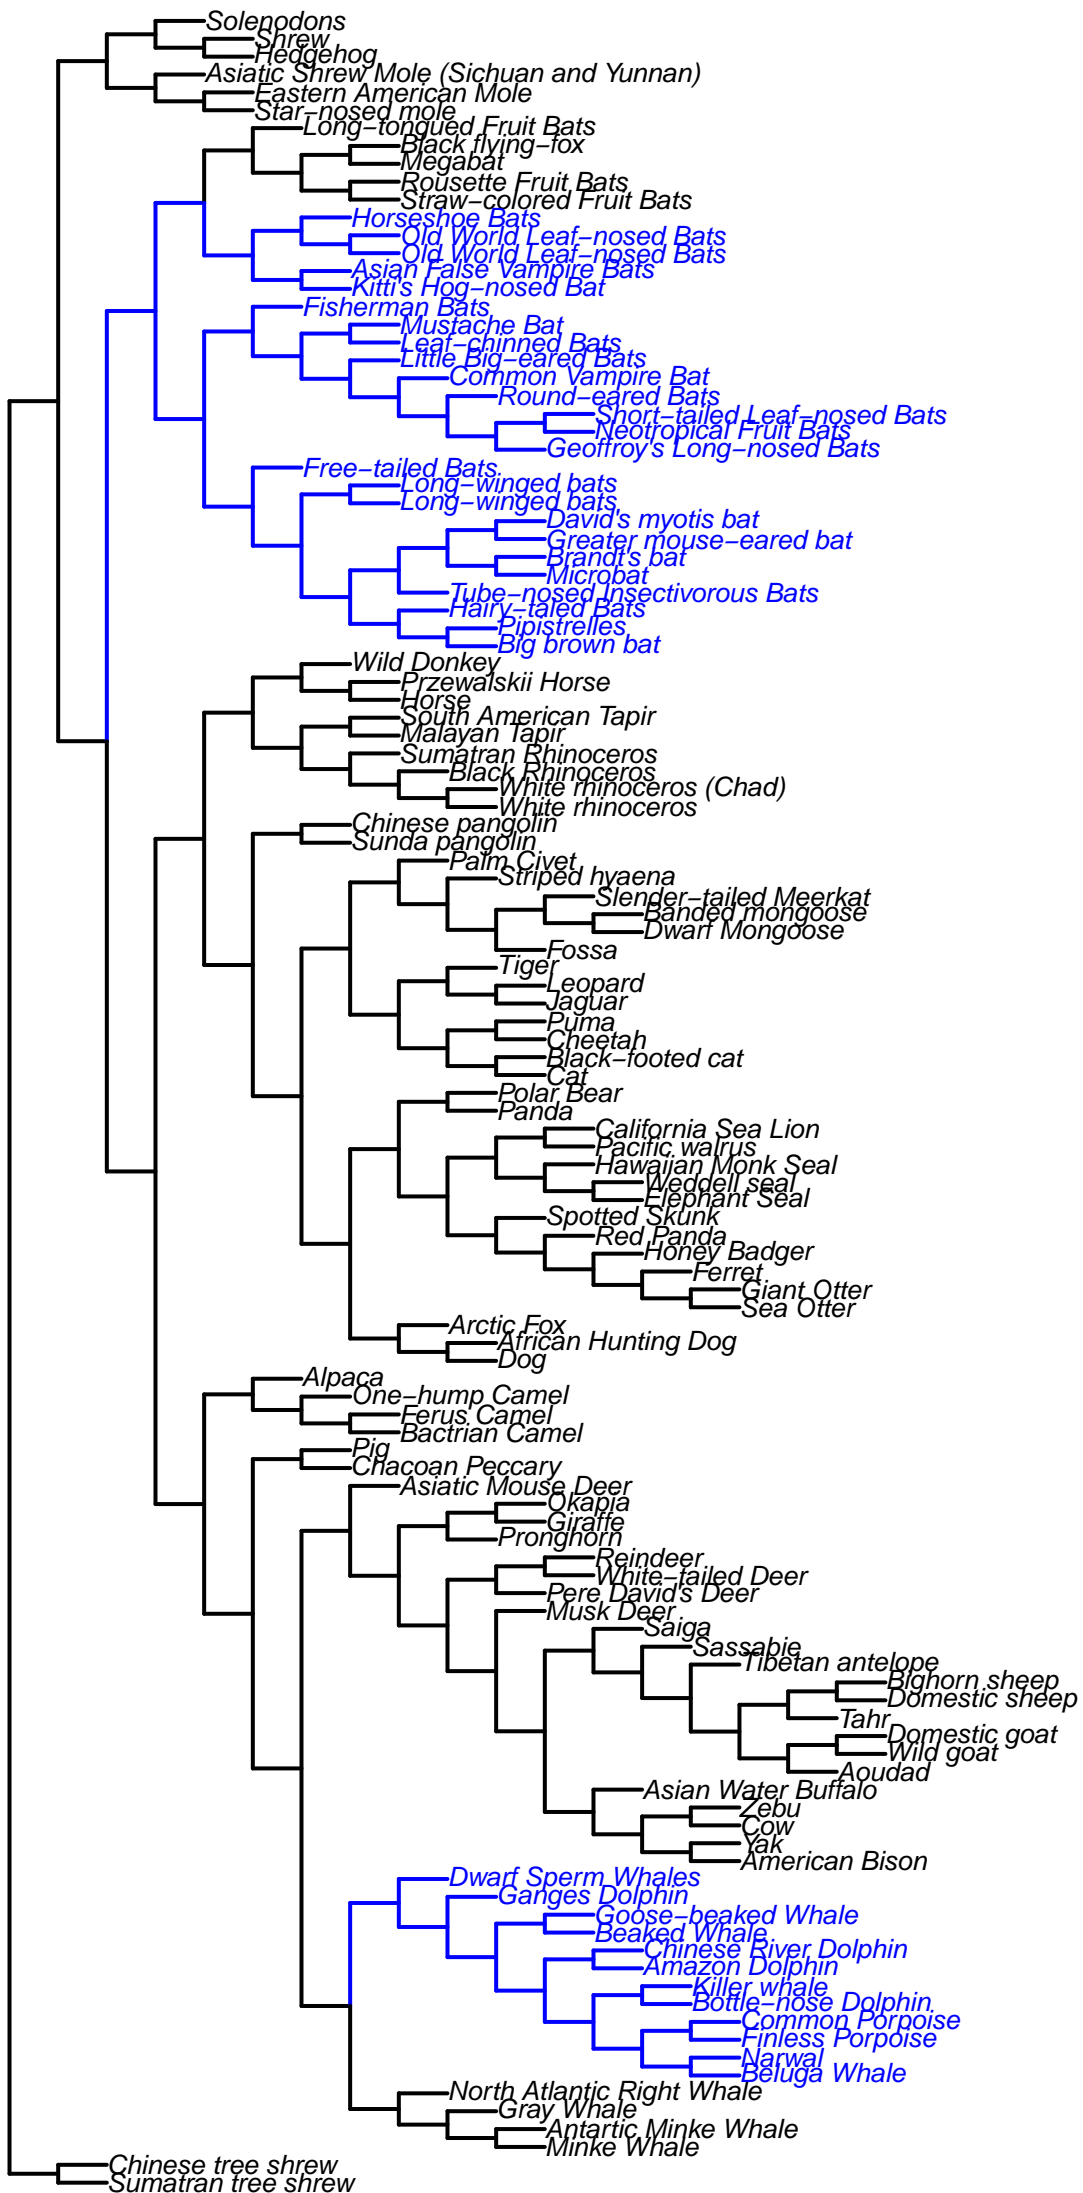 Solenodons
Shrew
Hedgehog
Asiatic Shrew Mole (Sichuan and Yunnan)
Eastern American Mole
Star−nosed mole
Long−tongued Fruit Bats
Black flying−fox
Megabat
Rousette Fruit Bats
Straw−colored Fruit Bats
Horseshoe Bats
Old World Leaf−nosed Bats
Old World Leaf−nosed Bats
Asian False Vampire Bats
Kitti's Hog−nosed Bat
Fisherman Bats
Mustache Bat
Leaf−chinned Bats
Little Big−eared Bats
Common Vampire Bat
Round−eared Bats
Short−tailed Leaf−nosed Bats
Neotropical Fruit Bats
Geoffroy's Long−nosed Bats
Free−tailed Bats
Long−winged bats
Long−winged bats
David's myotis bat
Greater mouse−eared bat
Brandt's bat
Microbat
Tube−nosed Insectivorous Bats
Hairy−taled Bats
Pipistrelles
Big brown bat
Wild Donkey
Przewalskii Horse
Horse
South American Tapir
Malayan Tapir
Sumatran Rhinoceros
Black Rhinoceros
White rhinoceros (Chad)
White rhinoceros
Chinese pangolin
Sunda pangolin
Palm Civet
Striped hyaena
Slender−tailed Meerkat
Banded mongoose
Dwarf Mongoose
Fossa
Tiger
Leopard
Jaguar
Puma
Cheetah
Black−footed cat
Cat
Polar Bear
Panda
California Sea Lion
Pacific walrus
Hawaiian Monk Seal
Weddell seal
Elephant Seal
Spotted Skunk
Red Panda
Honey Badger
Ferret
Giant Otter
Sea Otter
Arctic Fox
African Hunting Dog
Dog
Alpaca
One−hump Camel
Ferus Camel
Bactrian Camel
Pig
Chacoan Peccary
Asiatic Mouse Deer
Okapia
Giraffe
Pronghorn
Reindeer
White−tailed Deer
Pere David's Deer
Musk Deer
Saiga
Sassabie
Tibetan antelope
Bighorn sheep
Domestic sheep
Tahr
Domestic goat
Wild goat
Aoudad
Asian Water Buffalo
Zebu
Cow
Yak
American Bison
Dwarf Sperm Whales
Ganges Dolphin
Goose−beaked Whale
Beaked Whale
Chinese River Dolphin
Amazon Dolphin
Killer whale
Bottle−nose Dolphin
Common Porpoise
Finless Porpoise
Narwal
Beluga Whale
North Atlantic Right Whale
Gray Whale
Antartic Minke Whale
Minke Whale
Chinese tree shrew
Sumatran tree shrew